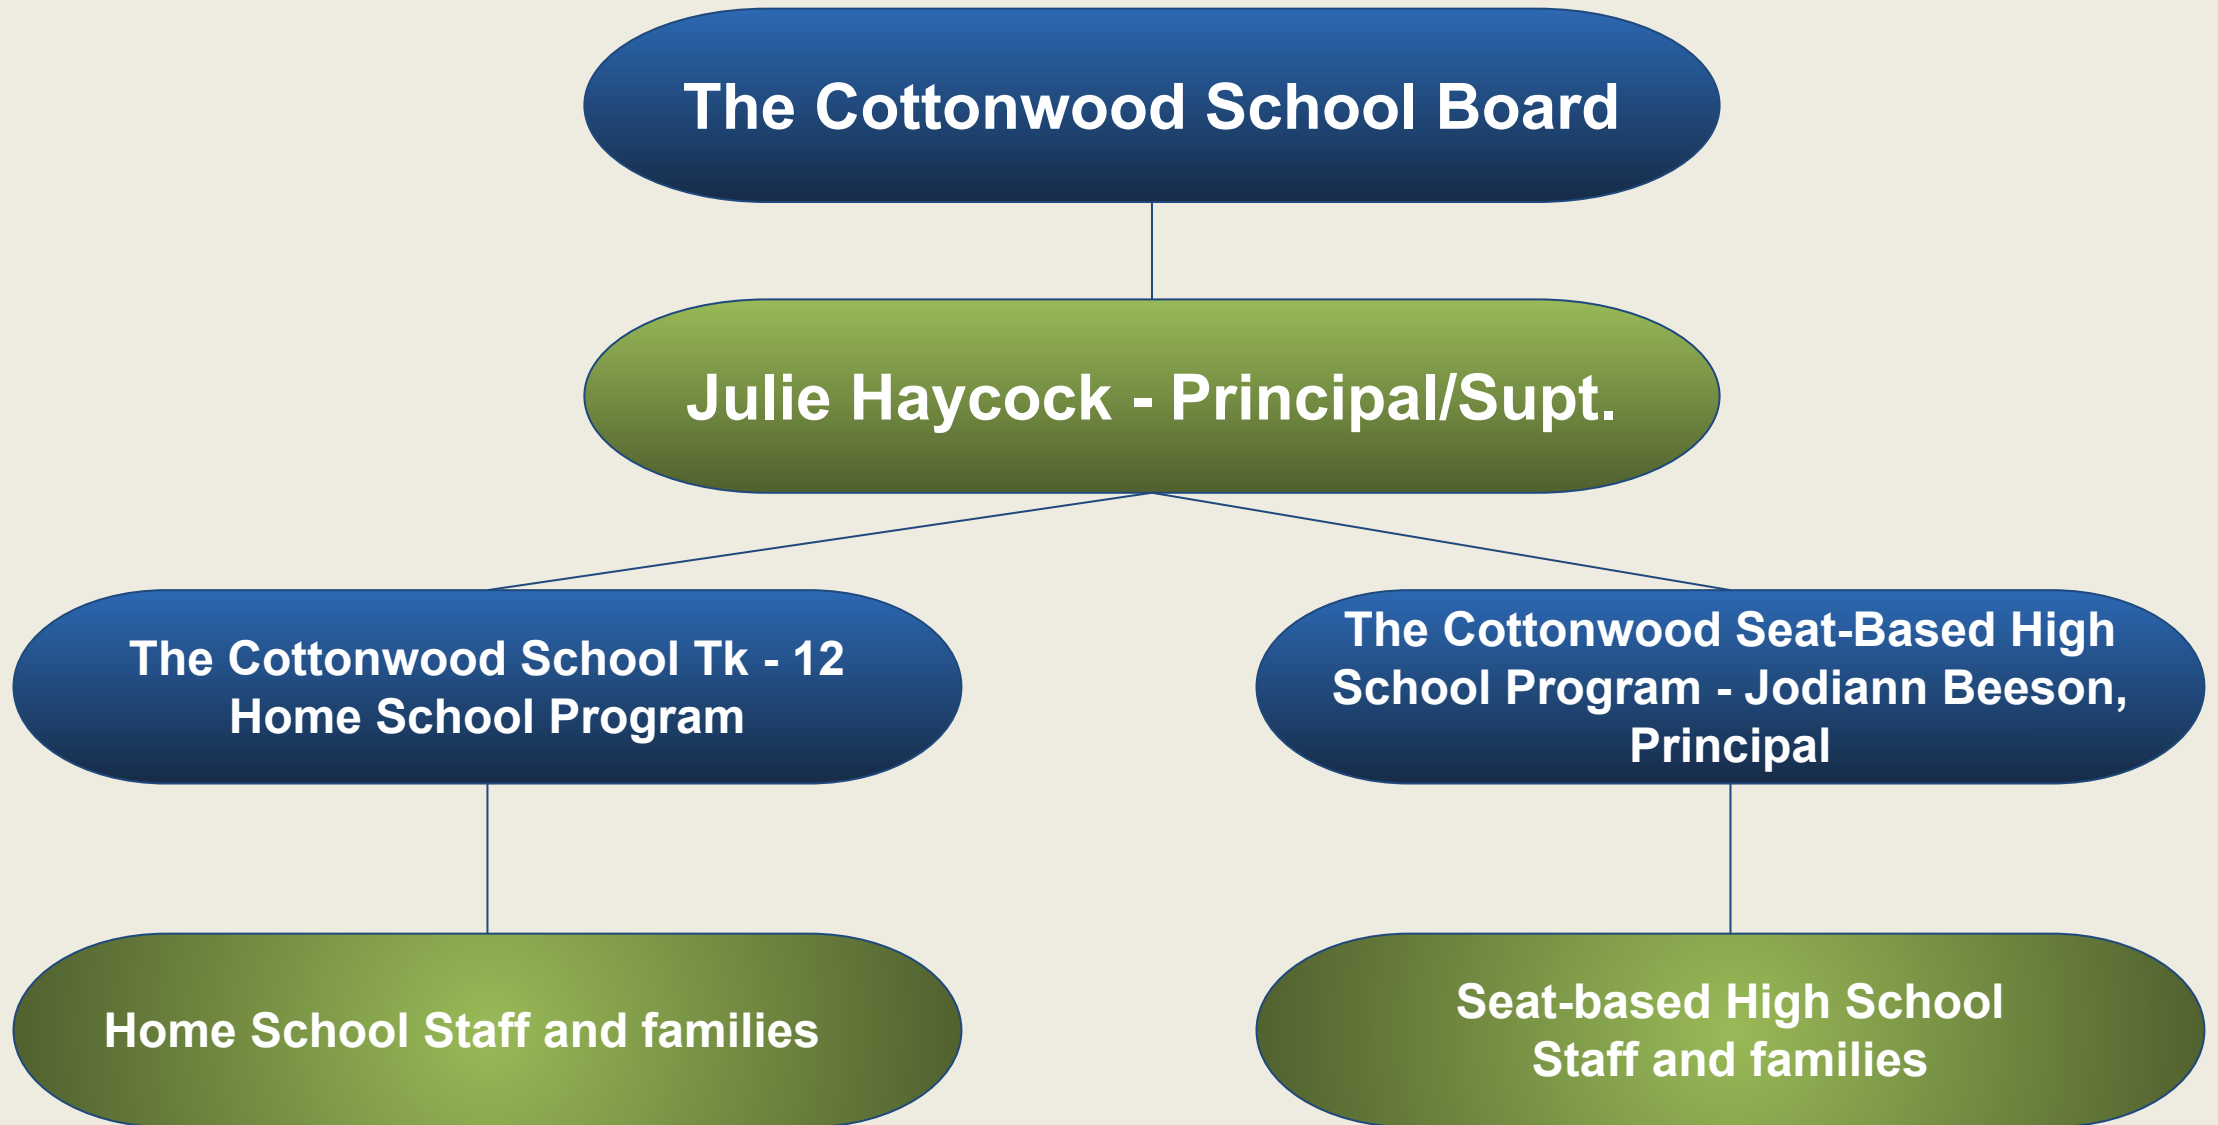 The Cottonwood School Board
Julie Haycock - Principal/Supt.
The Cottonwood School Tk - 12
Home School Program
The Cottonwood Seat-Based High
School Program - Jodiann Beeson,
Principal
Home School Staff and families
Seat-based High School
Staff and families